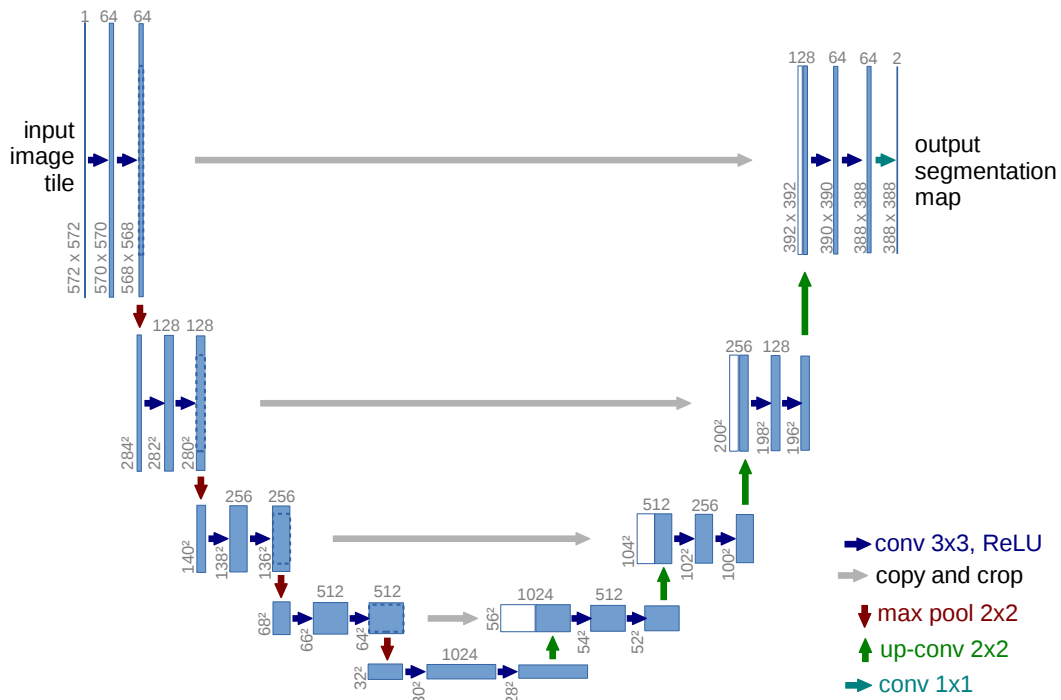 1 64 64
input
image
tile
572 x 572
570 x 570
568 x 568
128 64 64 2
392 x 392
390 x 390
388 x 388
388 x 388
output
segmentation
map
128 128
284²
282²
280²
256 128
200²
198²
196²
256 256
140²
138²
136²
512 256
104²
102²
100²
512 512
68²
66²
64²
1024 512
56²
54²
52²
1024
32²
30²
28²
conv 3x3, ReLU
copy and crop
max pool 2x2
up-conv 2x2
conv 1x1